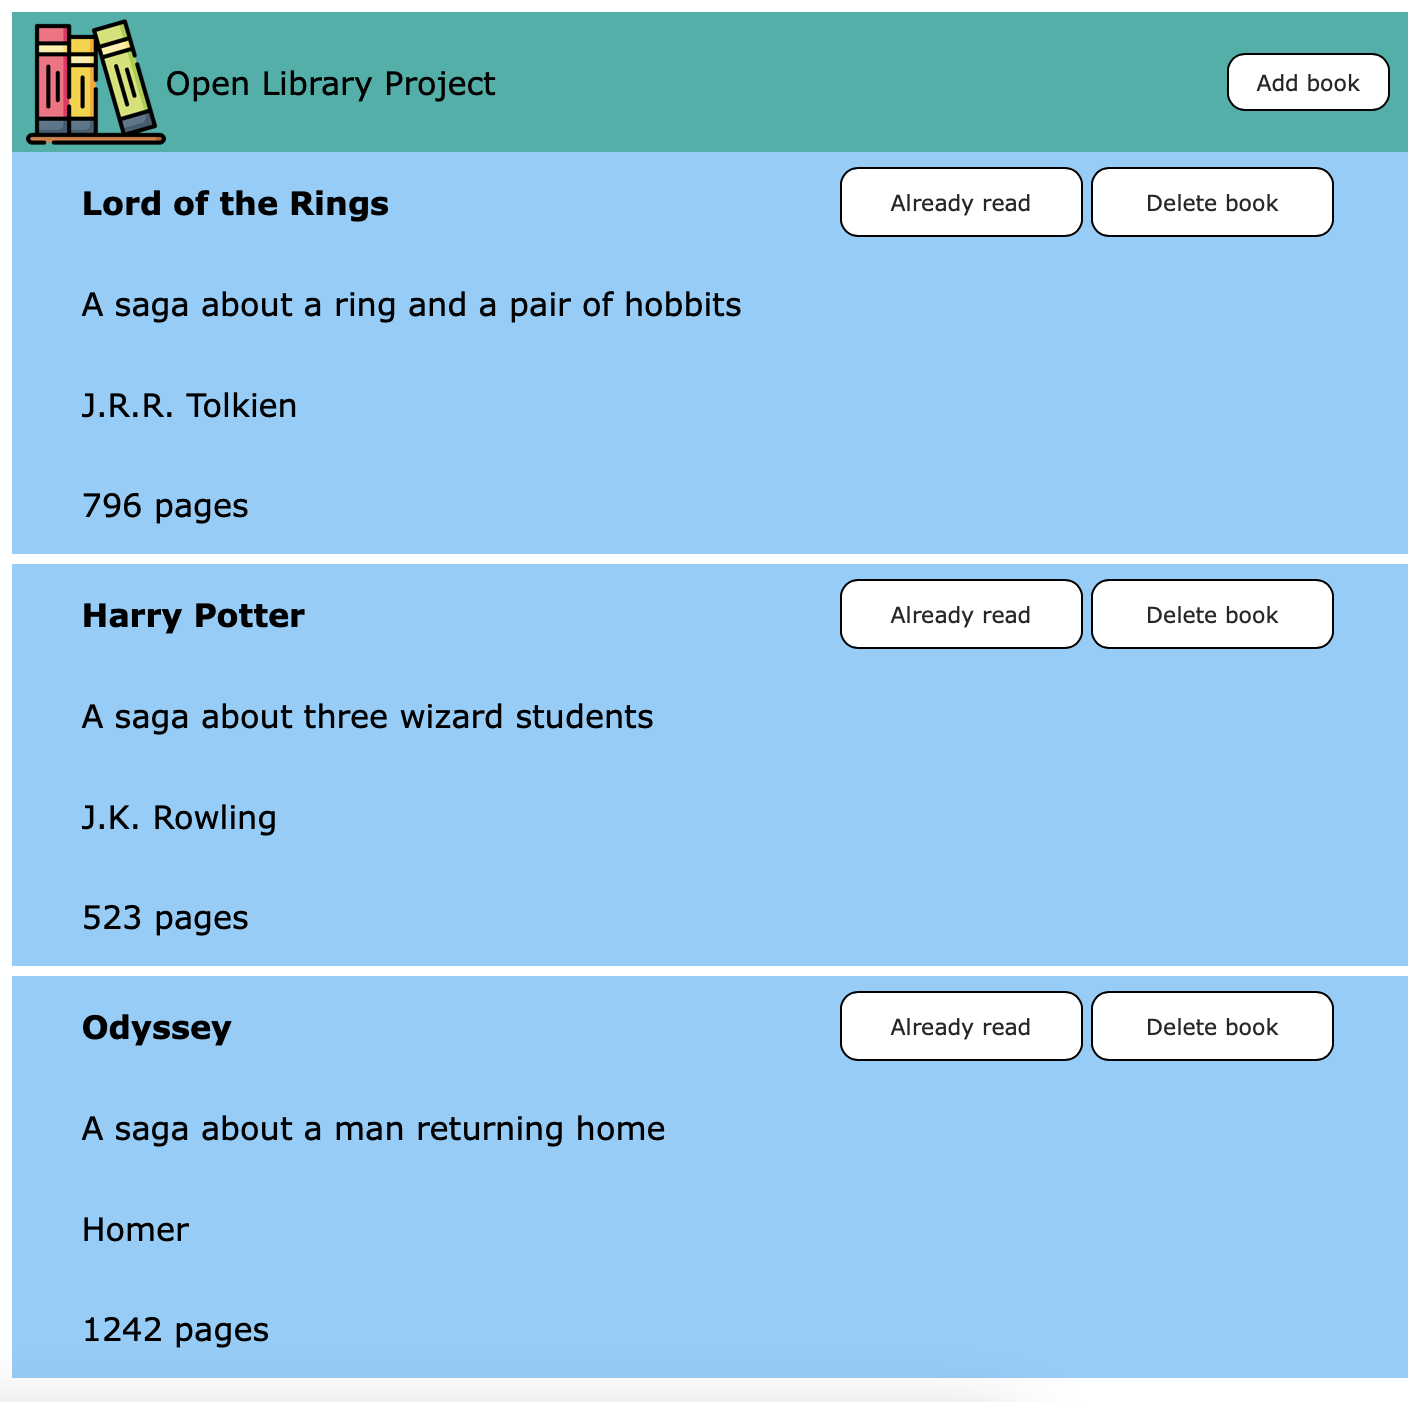 Open Library Project
Add book
Lord of the Rings
Already read
Delete book
A saga about a ring and a pair of hobbits
J.R.R. Tolkien
796 pages
Harry Potter
Already read
Delete book
A saga about three wizard students
J.K. Rowling
523 pages
Odyssey
Already read
Delete book
A saga about a man returning home
Homer
1242 pages